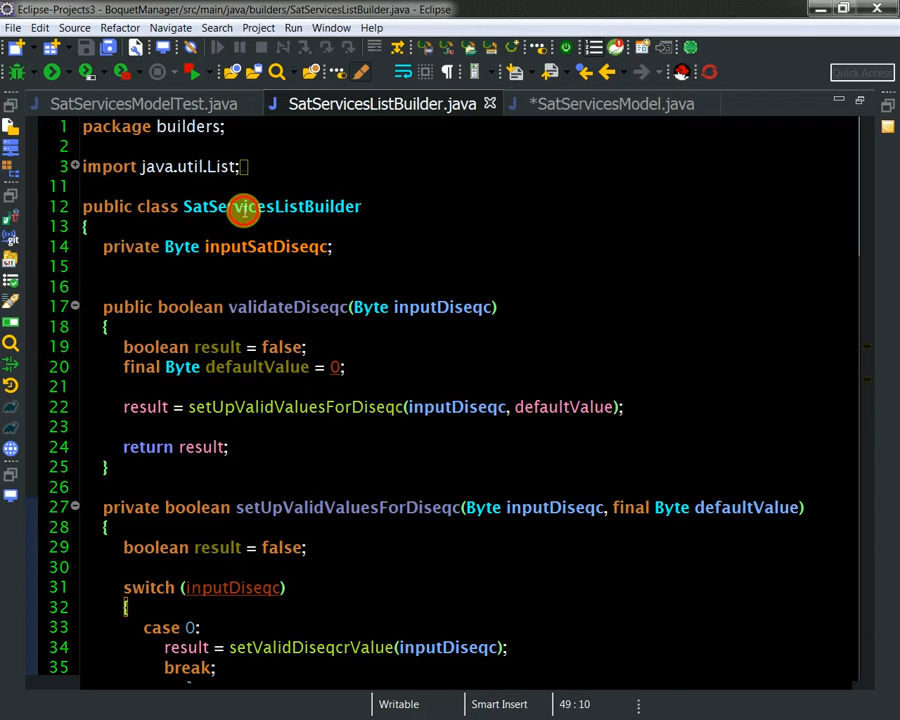 Eclipse-Projects3 - BoquetManager/src/main/java/builders/SatServicesListBuilder.java - Eclipse
File Edit Source Refactor Navigate Search Project Run Window Help
Quick Access
SatServicesModelTest.java SatServicesListBuilder.java *SatServicesModel.java
1 package builders;
2
3 import java.util.List;
11
12 public class SatServicesListBuilder
13 {
14 private Byte inputSatDiseqc;
15
16
17 public boolean validateDiseqc(Byte inputDiseqc)
18 {
19 boolean result = false;
20 final Byte defaultValue = 0;
21
22 result = setUpValidValuesForDiseqc(inputDiseqc, defaultValue);
23
24 return result;
25 }
26
27 private boolean setUpValidValuesForDiseqc(Byte inputDiseqc, final Byte defaultValue)
28 {
29 boolean result = false;
30
31 switch (inputDiseqc)
32 {
33 case 0:
34 result = setValidDiseqcrValue(inputDiseqc);
35 break;
Writable Smart Insert 49 : 10